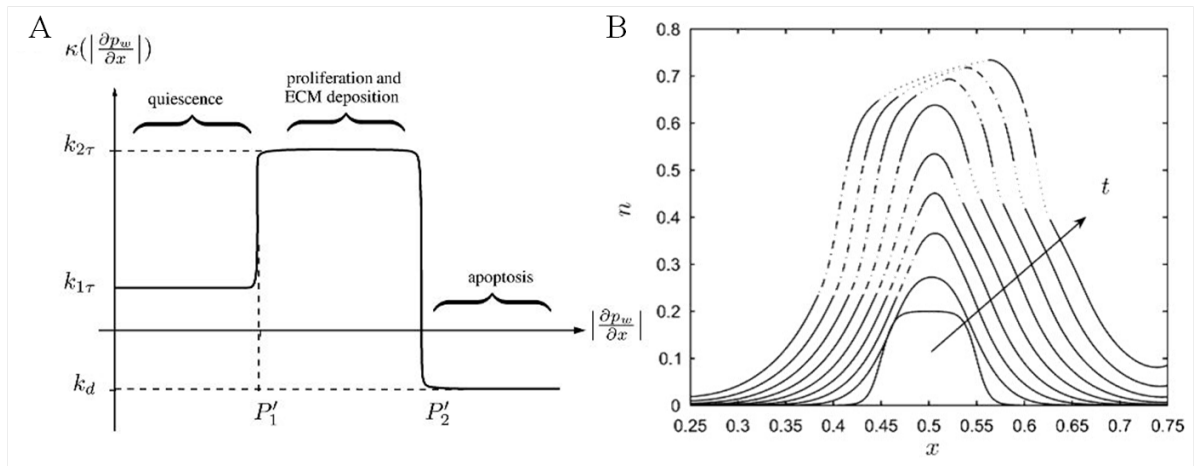 A
κ(|∂p_w/∂x|)
quiescence
proliferation and
ECM deposition
k_{2τ}
k_{1τ}
apoptosis
|∂p_w/∂x|
k_d
P′_1
P′_2
B
0.8
0.7
0.6
0.5
0.4
0.3
0.2
0.1
0
n
t
0.25 0.3 0.35 0.4 0.45 0.5 0.55 0.6 0.65 0.7 0.75
x